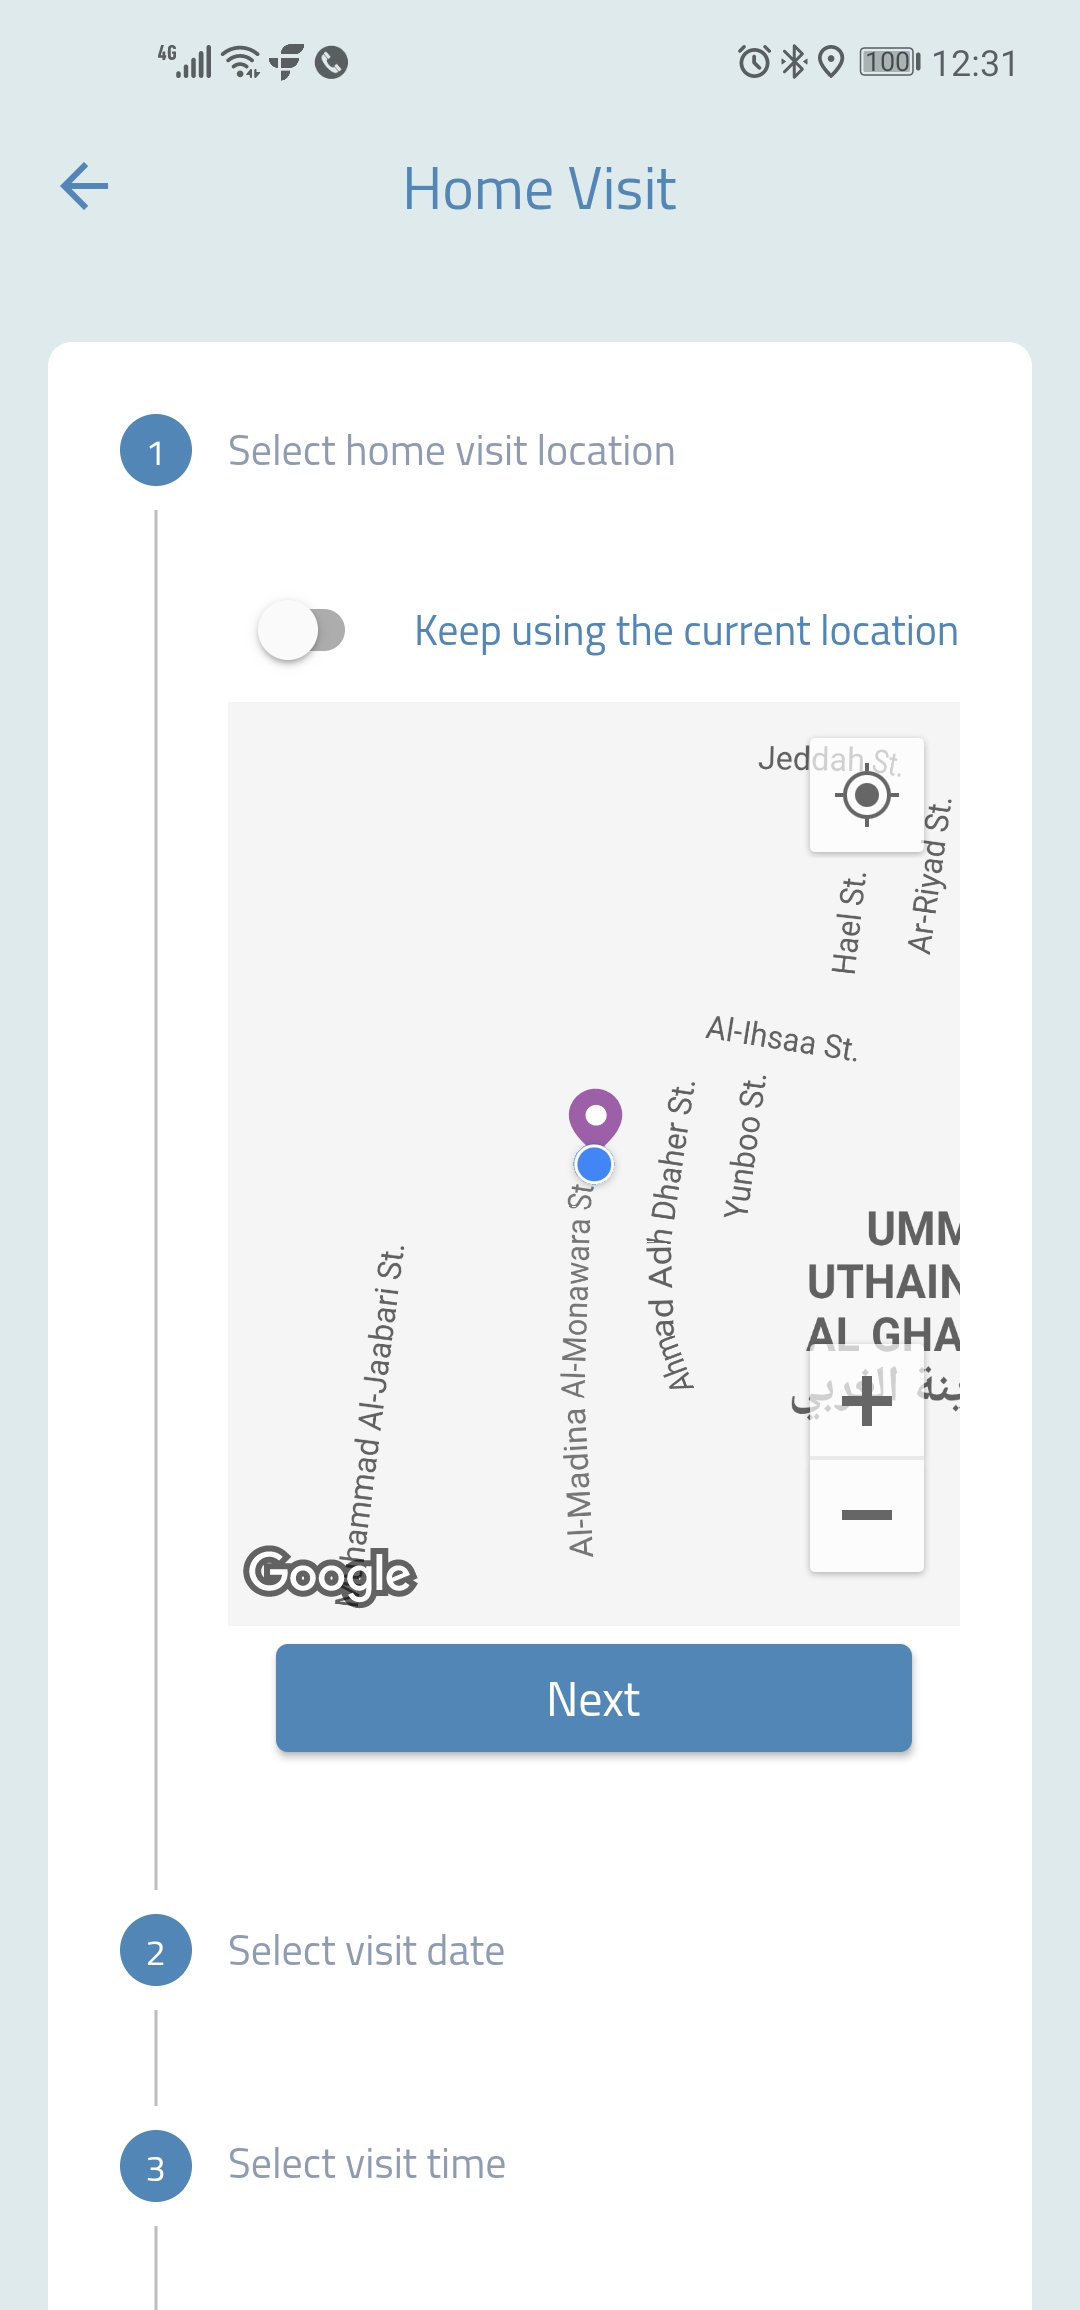 4G
100
12:31
Home Visit
1
Select home visit location
Keep using the current location
Jeddah St.
Ar-Riyad St.
Hael St.
Al-Ihsaa St.
Ahmad Adh Dhaher St.
Yunboo St.
Al-Madina Al-Monawara St
Muhammad Al-Jaabari St.
UMM
UTHAIN
AL GHA
الغربي
Google
Next
2
Select visit date
3
Select visit time